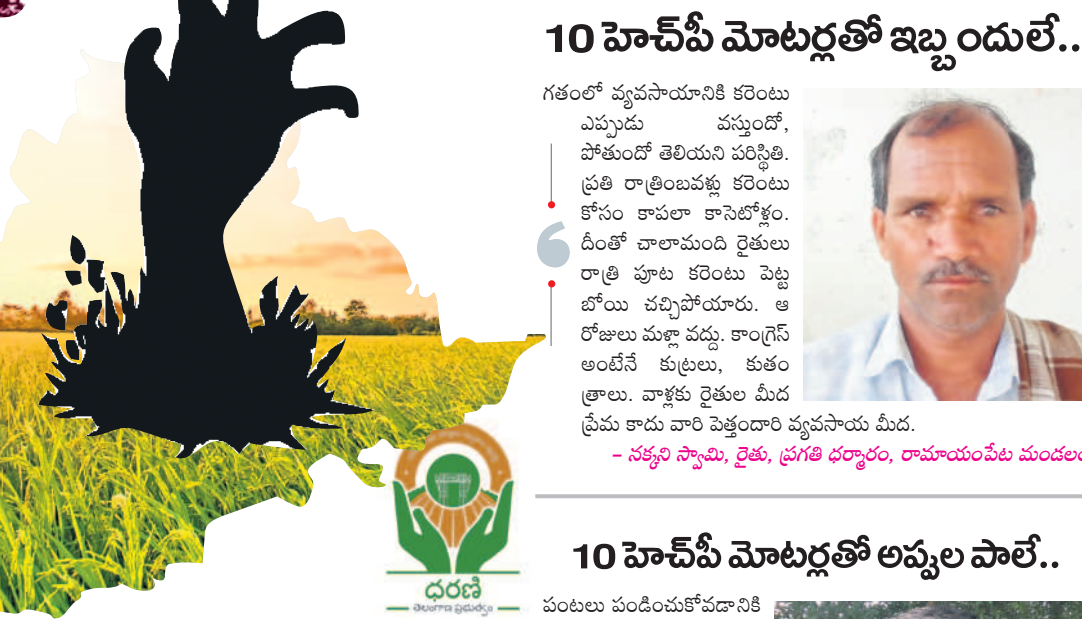 10 హెచ్‌పీ మోటర్లతో ఇబ్బందులే..
గతంలో వ్యవసాయానికి కరెంటు
ఎప్పుడు వస్తుందో,
పోతుందో తెలియని పరిస్థితి.
ప్రతి రాత్రింబవళ్లు కరెంటు
కోసం కాపలా కాసెటోళ్లం.
దీంతో చాలామంది రైతులు
రాత్రి పూట కరెంటు పెట్ట
బోయి చచ్చిపోయారు. ఆ
రోజులు మళ్లా వద్దు. కాంగ్రెస్
అంటేనే కుట్రలు, కుతం
త్రాలు. వాళ్లకు రైతుల మీద
ప్రేమ కాదు వారి పెత్తందారి వ్యవసాయ మీద.
– నక్కని స్వామి, రైతు, ప్రగతి ధర్మారం, రామాయంపేట మండలం
ధరణి
తెలంగాణ ప్రభుత్వం
10 హెచ్‌పీ మోటర్లతో అప్పుల పాలే..
పంటలు పండించుకోవడానికి